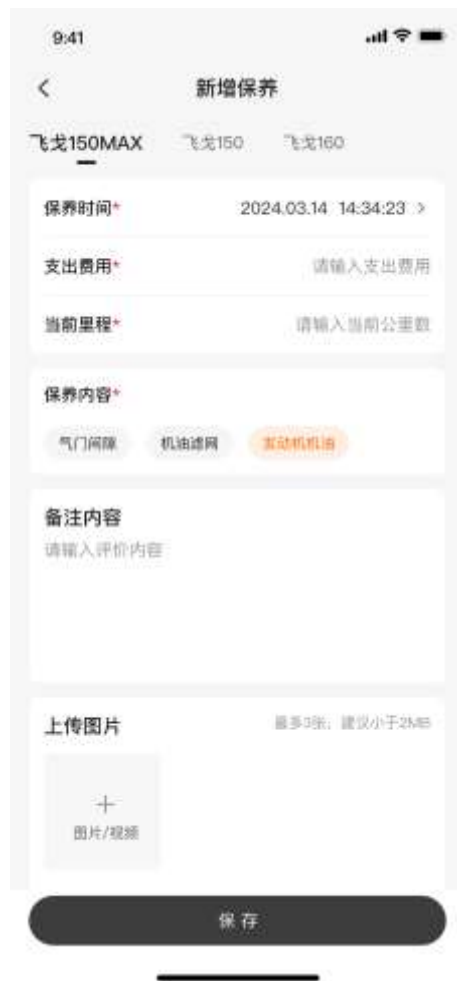 9:41
新增保养
飞戈150MAX 飞戈150 飞戈160
保养时间* 2024.03.14 14:34:23 >
支出费用* 请输入支出费用
当前里程* 请输入当前公里数
保养内容*
气门间隙 机油滤网 发动机机油
备注内容
请输入评价内容
上传图片 最多3张，建议小于2MB
+
图片/视频
保存